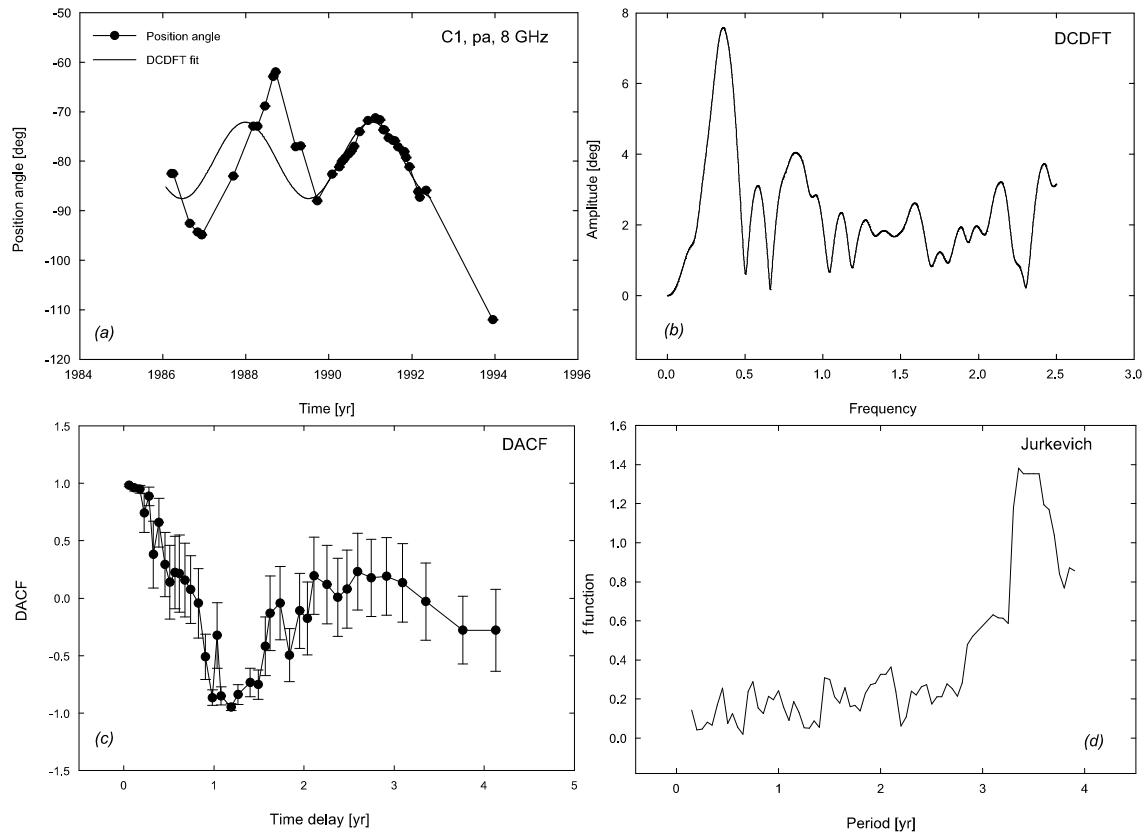 C1, pa, 8 GHz
Position angle
DCDFT fit
Position angle [deg]
-50
-60
-70
-80
-90
-100
-110
-120
(a)
1984 1986 1988 1990 1992 1994 1996
Time [yr]
DCDFT
Amplitude [deg]
8
6
4
2
0
(b)
0.0 0.5 1.0 1.5 2.0 2.5 3.0
Frequency
DACF
DACF
1.5
1.0
0.5
0.0
-0.5
-1.0
-1.5
(c)
0 1 2 3 4 5
Time delay [yr]
Jurkevich
f function
1.6
1.4
1.2
1.0
0.8
0.6
0.4
0.2
0.0
(d)
0 1 2 3 4
Period [yr]